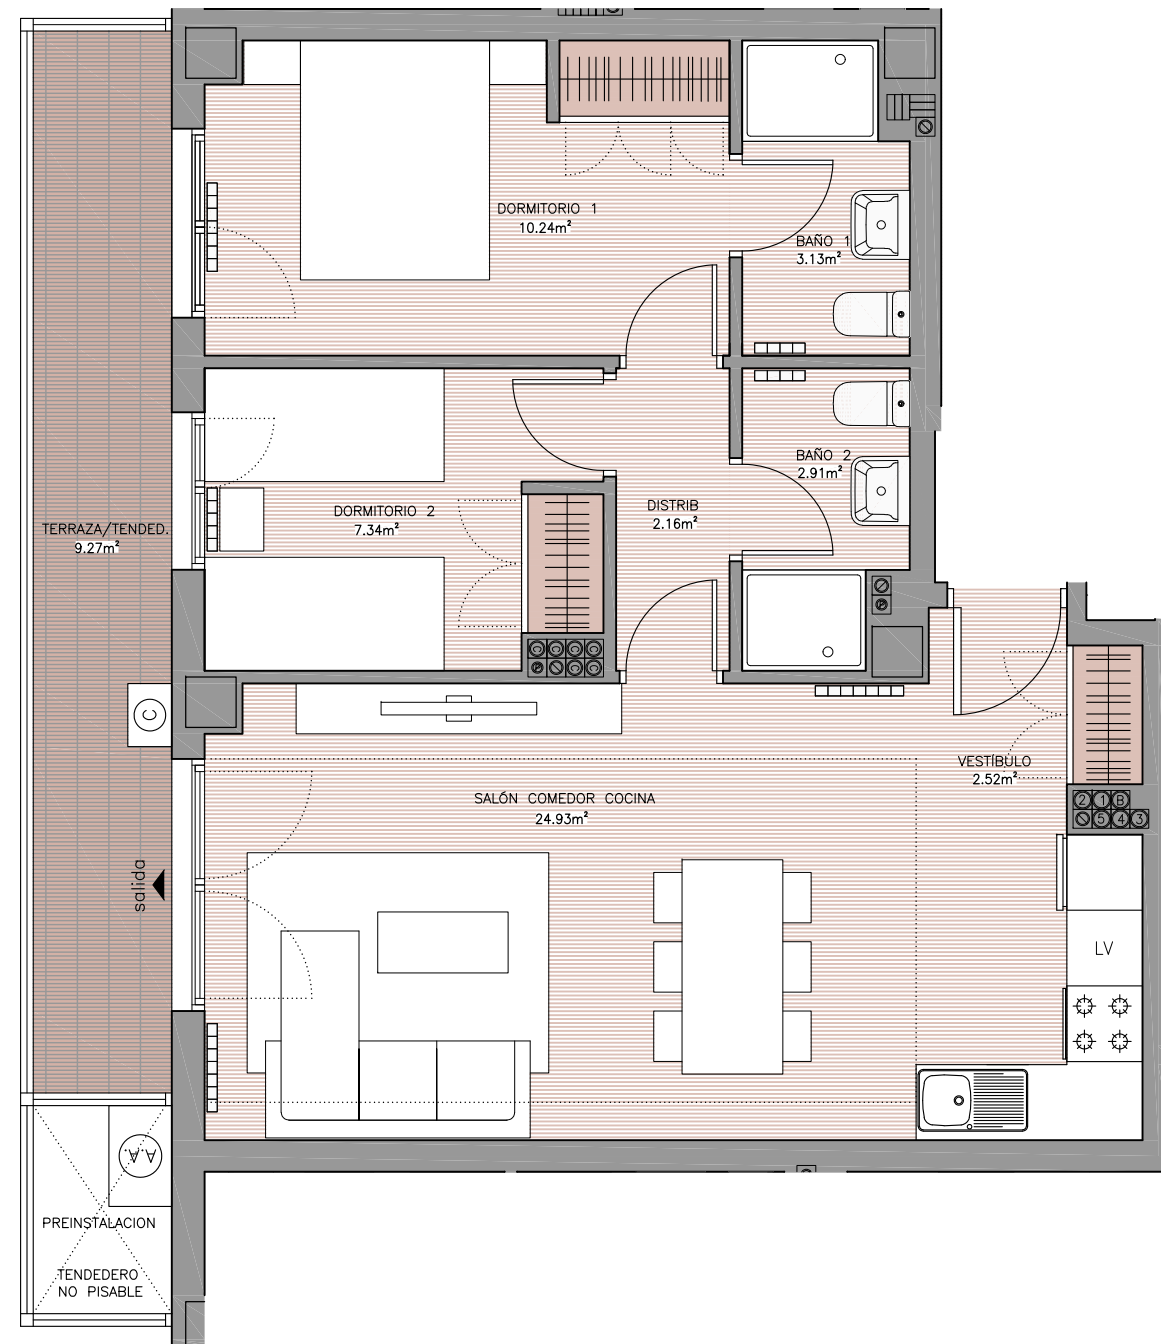 DORMITORIO 1
10.24m²
BAÑO 1
3.13m²
BAÑO 2
2.91m²
DORMITORIO 2
7.34m²
DISTRIB
2.16m²
TERRAZA/TENDED.
9.27m²
C C C
P C C
P
C
VESTÍBULO
2.52m²
SALÓN COMEDOR COCINA
24.93m²
2 1 B
5 4 3
salida
LV
A.A.
PREINSTALACION
TENDEDERO
NO PISABLE